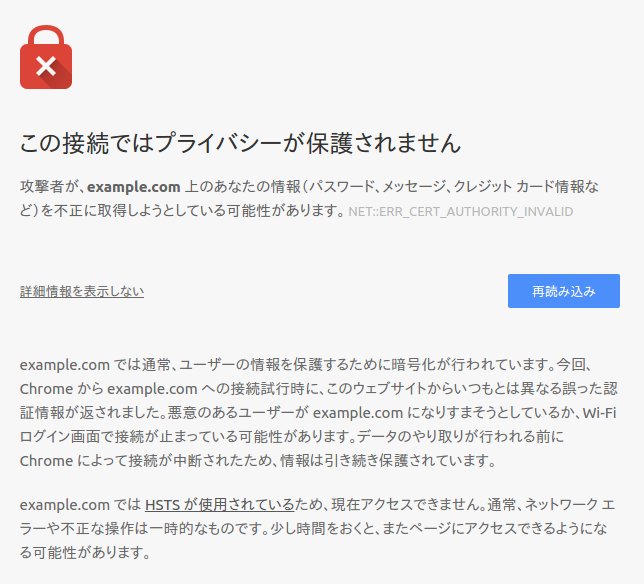 この接続ではプライバシーが保護されません
攻撃者が、example.com 上のあなたの情報（パスワード、メッセージ、クレジット カード情報な
ど）を不正に取得しようとしている可能性があります。 NET::ERR_CERT_AUTHORITY_INVALID
詳細情報を表示しない
再読み込み
example.com では通常、ユーザーの情報を保護するために暗号化が行われています。今回、
Chrome から example.com への接続試行時に、このウェブサイトからいつもとは異なる誤った認
証情報が返されました。悪意のあるユーザーが example.com になりすまそうとしているか、Wi-Fi
ログイン画面で接続が止まっている可能性があります。データのやり取りが行われる前に
Chrome によって接続が中断されたため、情報は引き続き保護されています。
example.com では HSTS が使用されているため、現在アクセスできません。通常、ネットワーク エ
ラーや不正な操作は一時的なものです。少し時間をおくと、またページにアクセスできるようにな
る可能性があります。